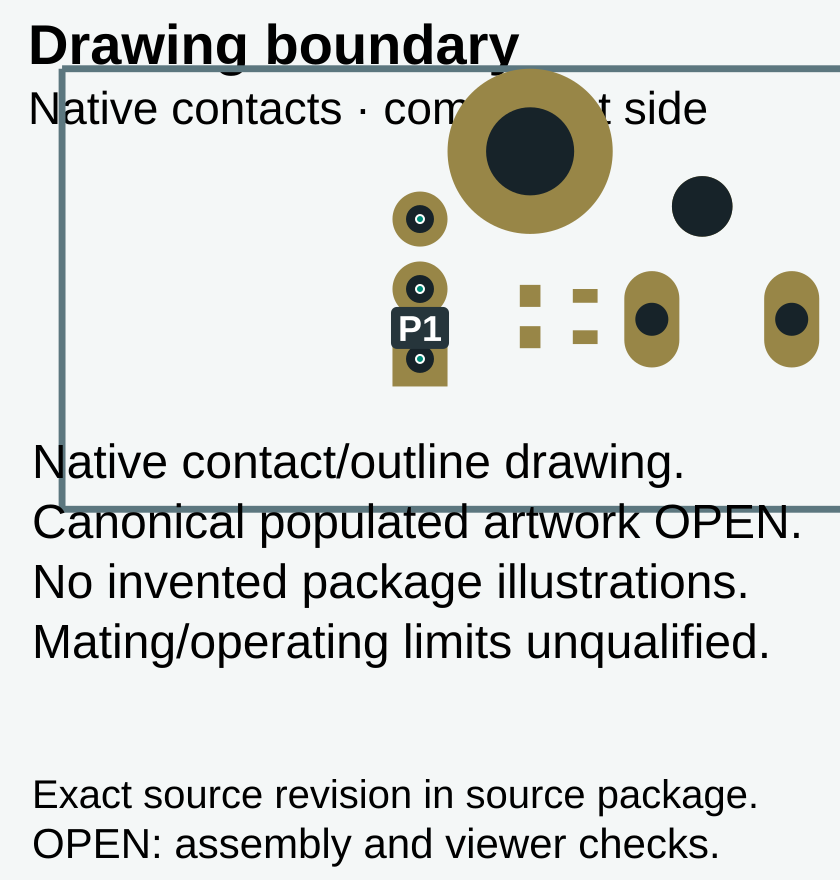 Drawing boundary
Native contacts · com t side
P1
Native contact/outline drawing.
Canonical populated artwork OPEN.
No invented package illustrations.
Mating/operating limits unqualified.
Exact source revision in source package.
OPEN: assembly and viewer checks.